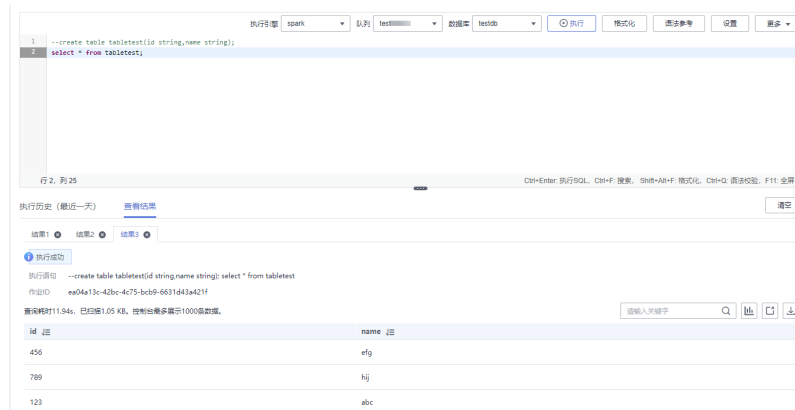 执行引擎 spark 队列 test 数据库 testdb 执行 格式化 语法参考 设置 更多
1 --create table tabletest(id string,name string);
2 select * from tabletest;
行 2，列 25 Ctrl+Enter: 执行SQL，Ctrl+F: 搜索， Shift+Alt+F: 格式化，Ctrl+Q: 语法校验，F11: 全屏
执行历史（最近一天） 查看结果 清空
结果1 结果2 结果3
执行成功
执行语句 --create table tabletest(id string,name string); select * from tabletest
作业ID ea04a13c-42bc-4c75-bcb9-6631d43a421f
查询耗时11.94s，已扫描1.05 KB。控制台最多展示1000条数据。 请输入关键字
id name
456 efg
789 hij
123 abc